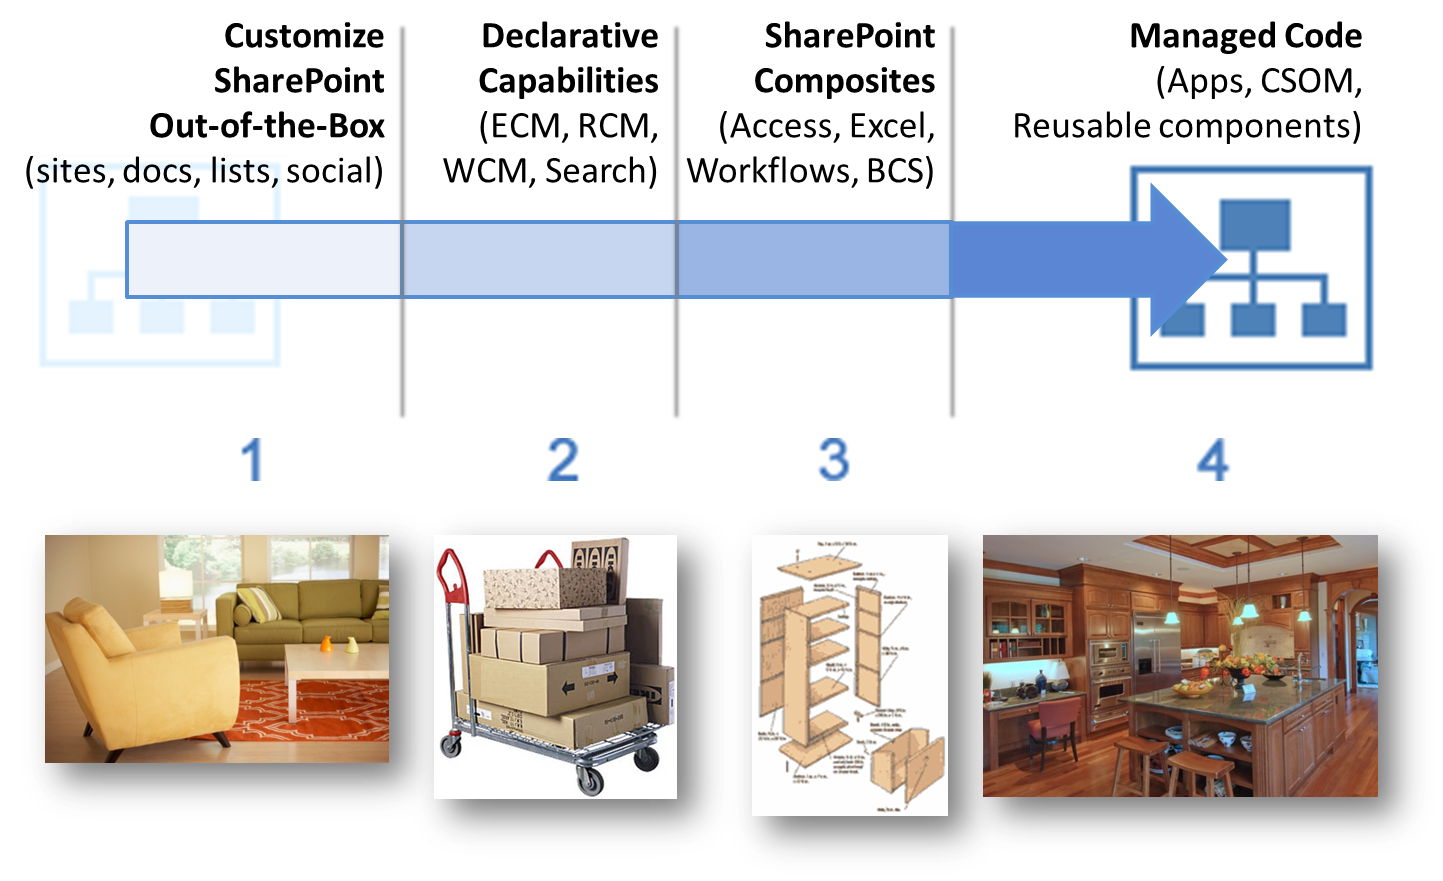 Customize
SharePoint
Out-of-the-Box
(sites, docs, lists, social)
Declarative
Capabilities
(ECM, RCM,
WCM, Search)
SharePoint
Composites
(Access, Excel,
Workflows, BCS)
Managed Code
(Apps, CSOM,
Reusable components)
1
2
3
4